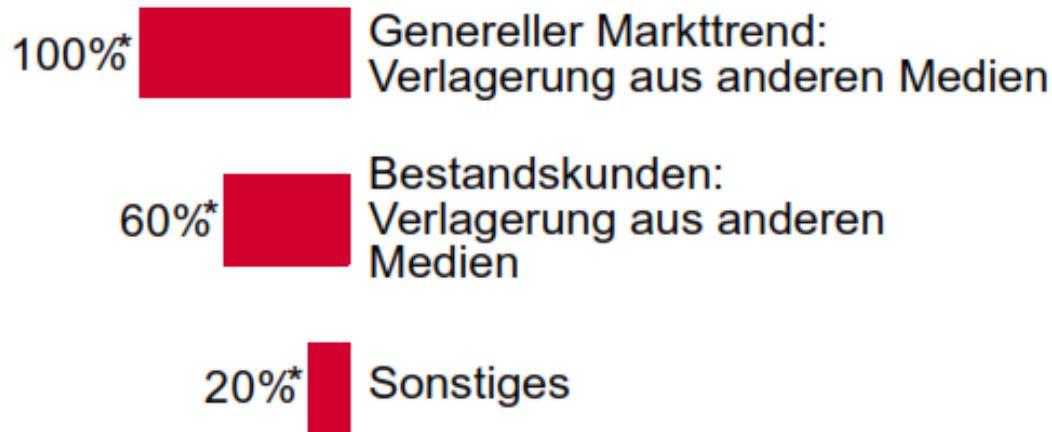 100%*
Genereller Markttrend:
Verlagerung aus anderen Medien
60%*
Bestandskunden:
Verlagerung aus anderen
Medien
20%*
Sonstiges